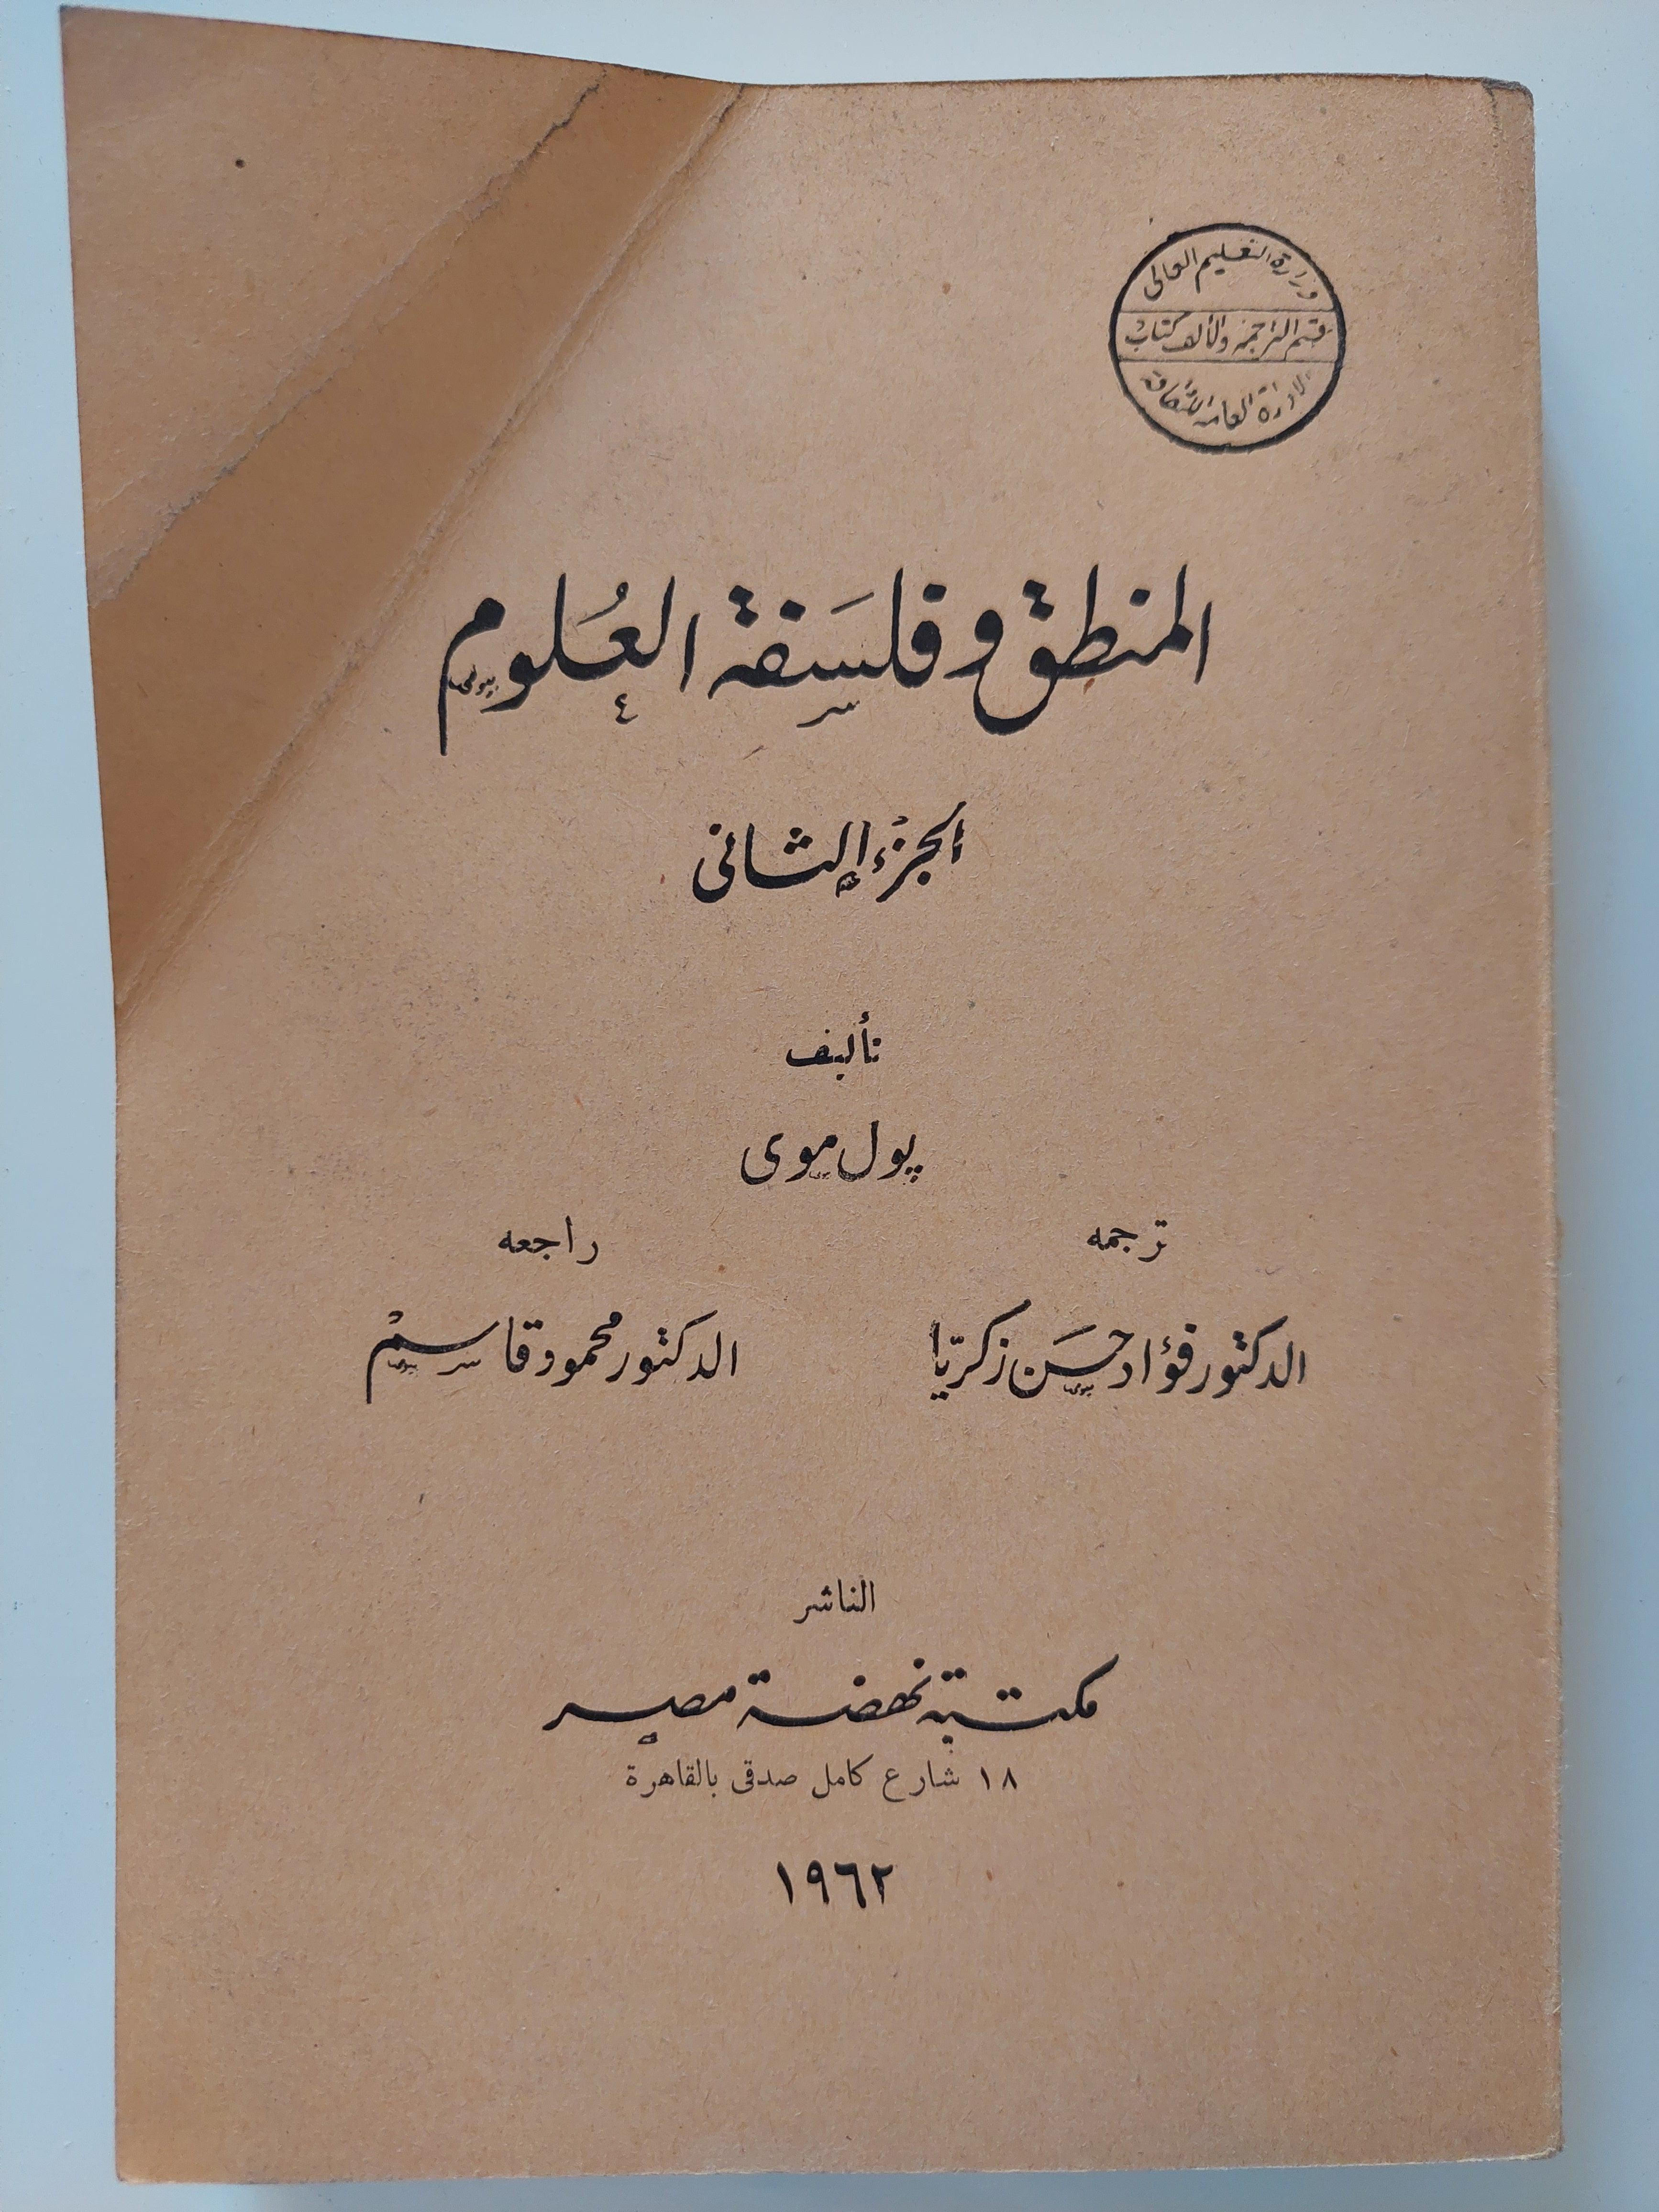 وزارة التعليم العالى
قسم الترجمة والألف كتاب
الادارة العامة للثقافة
المنطق وفلسفة العلوم
الجزء الثانى
تأليف
پول موى
ترجمه
راجعه
الدكتور فؤاد حسن زكريا
الدكتور محمود قاسم
الناشر
مكتبة نهضة مصر
١٨ شارع كامل صدقى بالقاهرة
١٩٦٢